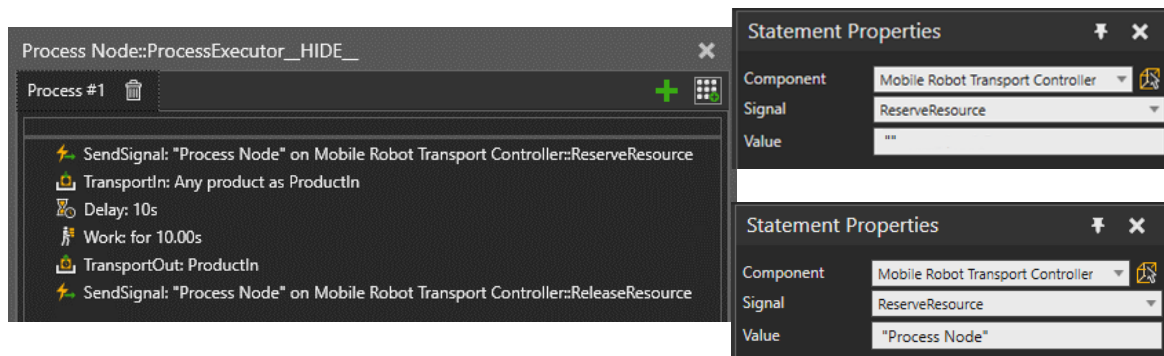 Process Node::ProcessExecutor__HIDE__
Process #1
SendSignal: "Process Node" on Mobile Robot Transport Controller::ReserveResource
TransportIn: Any product as ProductIn
Delay: 10s
Work: for 10.00s
TransportOut: ProductIn
SendSignal: "Process Node" on Mobile Robot Transport Controller::ReleaseResource
Statement Properties
Component Mobile Robot Transport Controller
Signal ReserveResource
Value ""
Statement Properties
Component Mobile Robot Transport Controller
Signal ReserveResource
Value "Process Node"